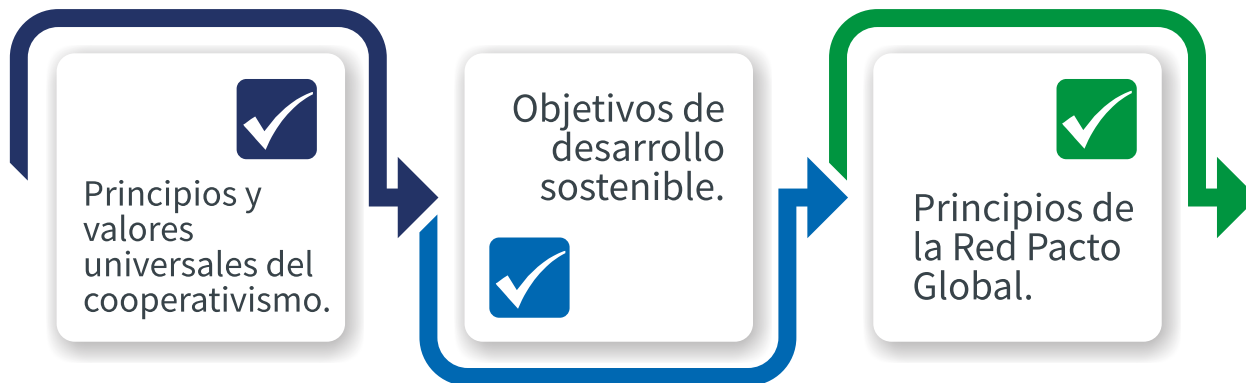 Principios y
valores
universales del
cooperativismo.
Objetivos de
desarrollo
sostenible.
Principios de
la Red Pacto
Global.